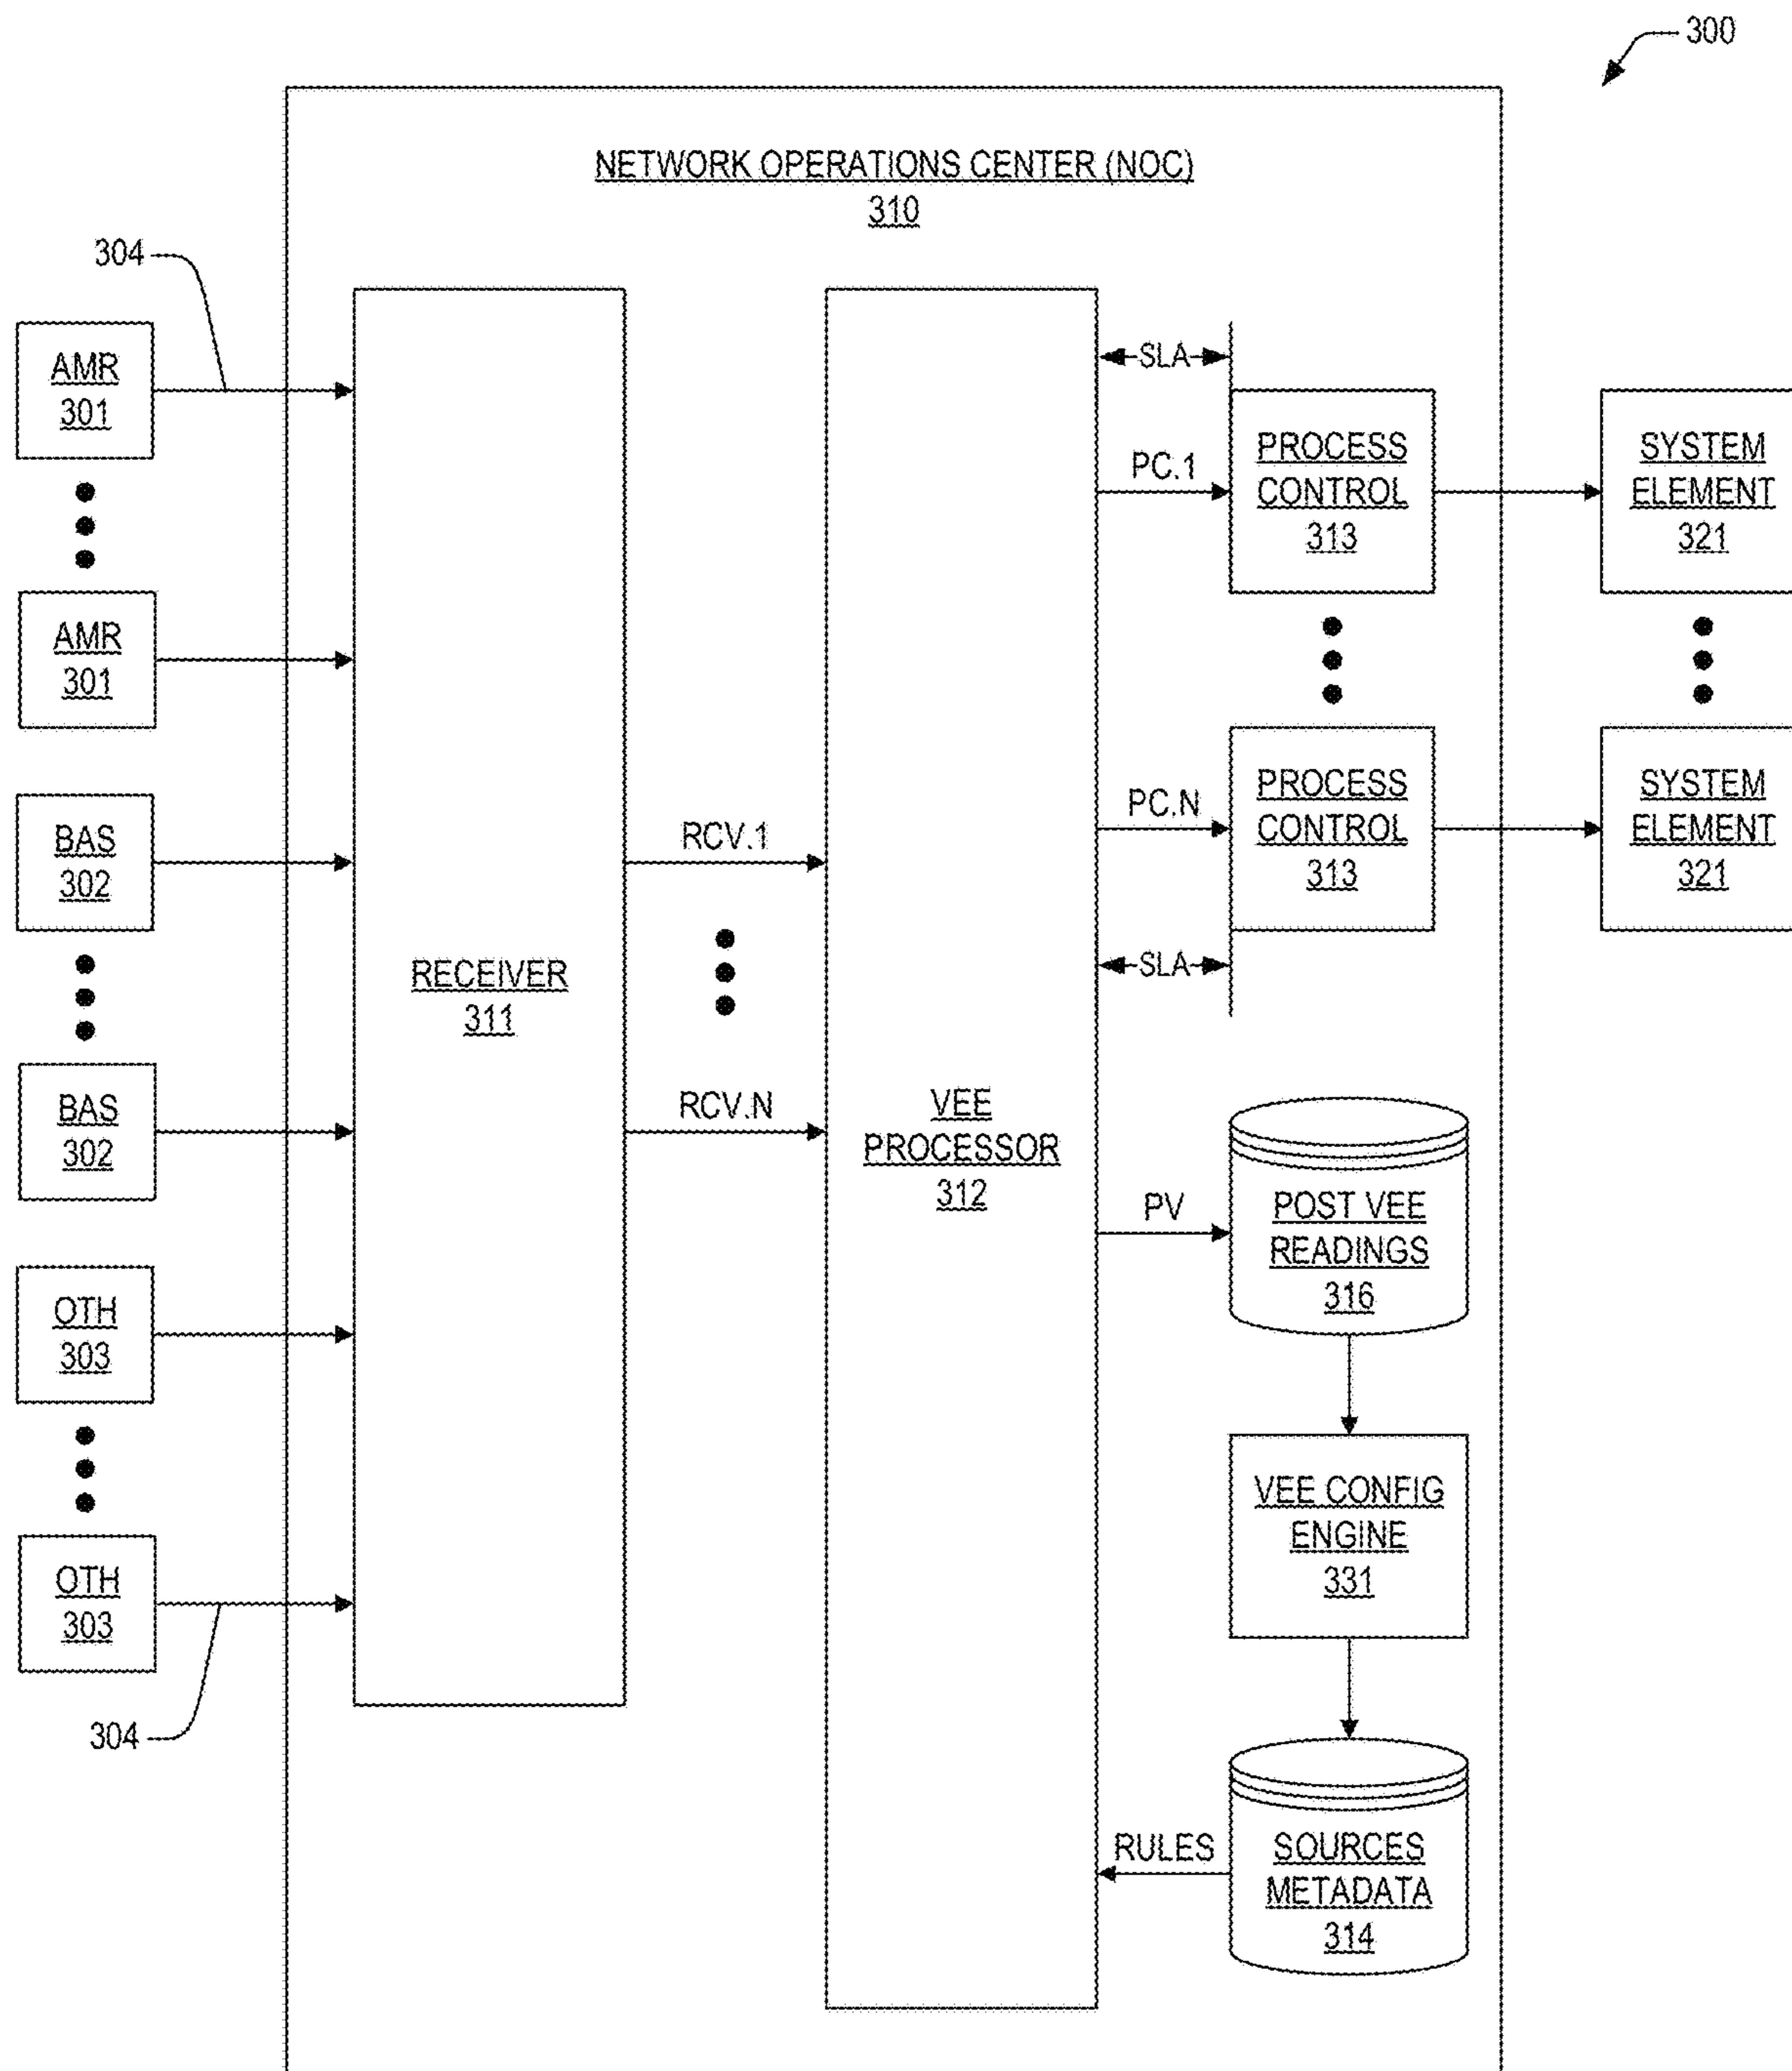 300
NETWORK OPERATIONS CENTER (NOC)
310
304
AMR
301
AMR
301
BAS
302
BAS
302
OTH
303
OTH
303
304
RECEIVER
311
RCV.1
RCV.N
VEE
PROCESSOR
312
SLA
PC.1
PROCESS
CONTROL
313
SYSTEM
ELEMENT
321
PC.N
PROCESS
CONTROL
313
SYSTEM
ELEMENT
321
SLA
PV
POST VEE
READINGS
316
VEE CONFIG
ENGINE
331
RULES
SOURCES
METADATA
314